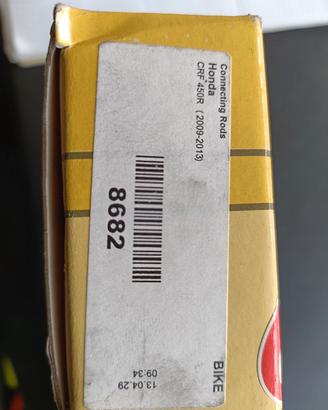 Connecting Rods
Honda
CRF 450R ( 2009-2013)
8682
BIKE
13.04.29
09:34